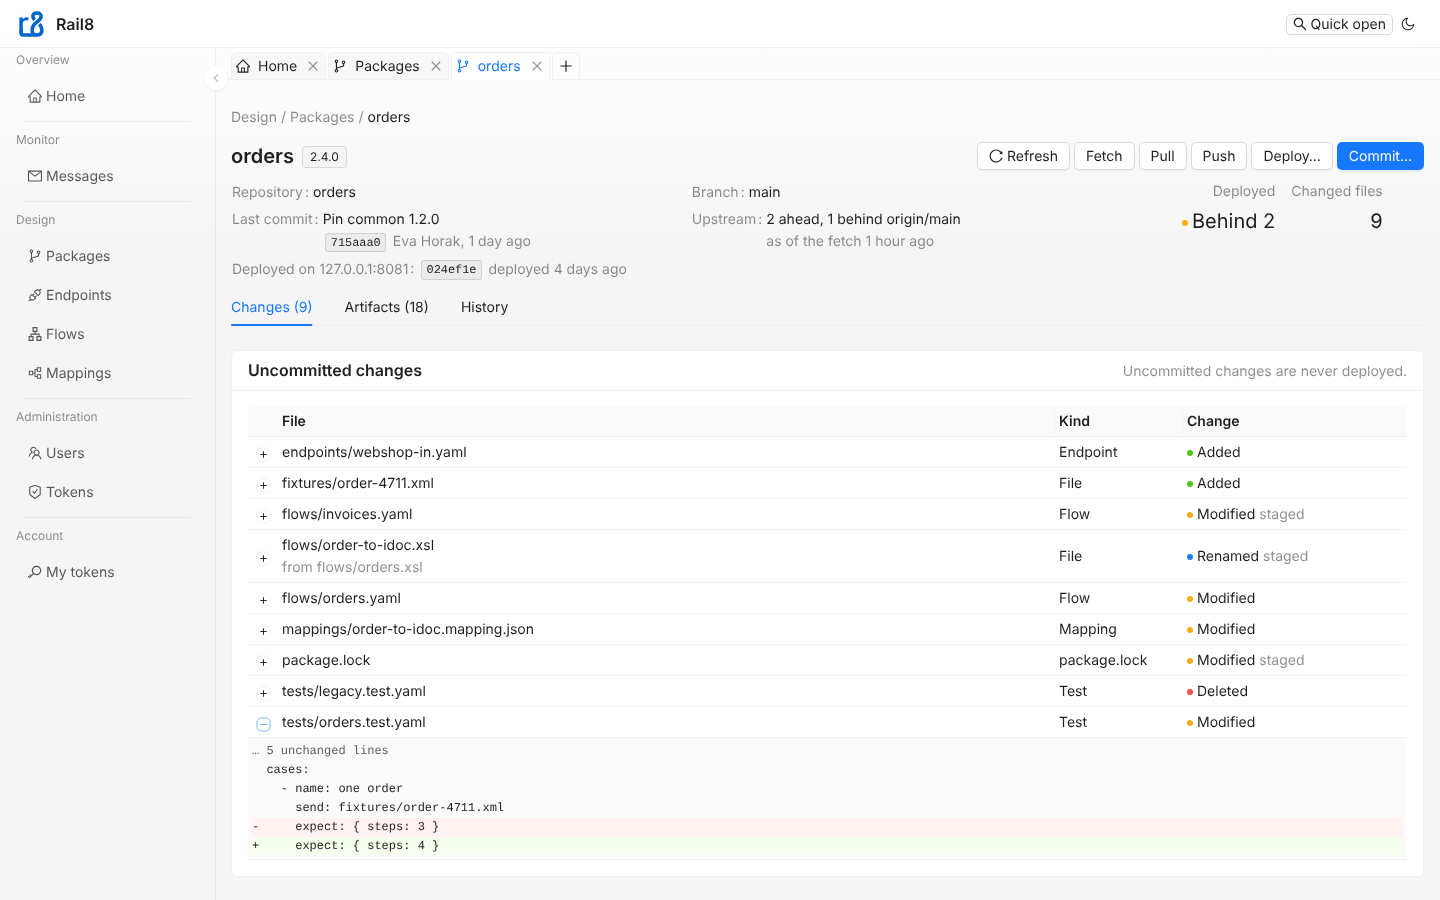 r8 Rail8
Quick open
Overview
Home
Monitor
Messages
Design
Packages
Endpoints
Flows
Mappings
Administration
Users
Tokens
Account
My tokens
Home
Packages
orders
Design / Packages / orders
orders 2.4.0
Refresh
Fetch
Pull
Push
Deploy...
Commit...
Repository: orders
Branch: main
Last commit: Pin common 1.2.0
715aaa0 Eva Horak, 1 day ago
Upstream: 2 ahead, 1 behind origin/main
as of the fetch 1 hour ago
Deployed on 127.0.0.1:8081: 024ef1e deployed 4 days ago
Deployed
Behind 2
Changed files
9
Changes (9)
Artifacts (18)
History
Uncommitted changes
Uncommitted changes are never deployed.
File Kind Change
+ endpoints/webshop-in.yaml Endpoint Added
+ fixtures/order-4711.xml File Added
+ flows/invoices.yaml Flow Modified staged
+ flows/order-to-idoc.xsl File Renamed staged
from flows/orders.xsl
+ flows/orders.yaml Flow Modified
+ mappings/order-to-idoc.mapping.json Mapping Modified
+ package.lock package.lock Modified staged
+ tests/legacy.test.yaml Test Deleted
tests/orders.test.yaml Test Modified
… 5 unchanged lines
cases:
- name: one order
send: fixtures/order-4711.xml
- expect: { steps: 3 }
+ expect: { steps: 4 }